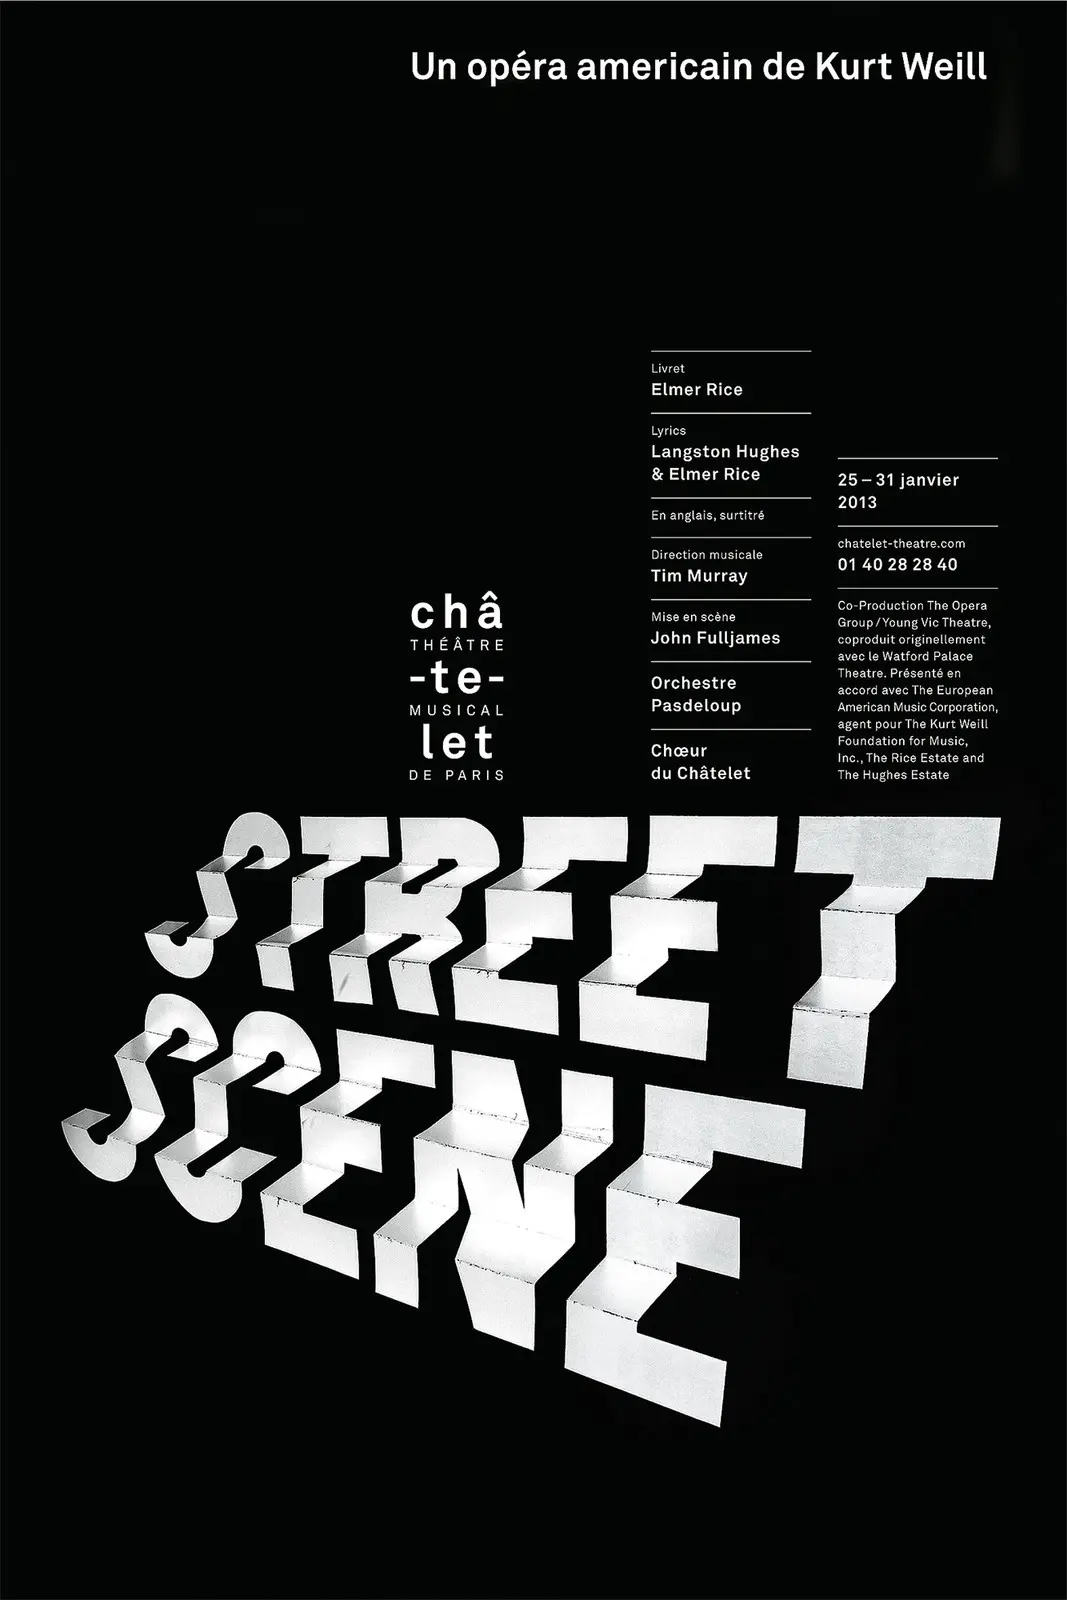 Un opéra americain de Kurt Weill
Livret
Elmer Rice
Lyrics
Langston Hughes
& Elmer Rice
En anglais, surtitré
Direction musicale
Tim Murray
Mise en scène
John Fulljames
Orchestre
Pasdeloup
Chœur
du Châtelet
25 – 31 janvier
2013
chatelet-theatre.com
01 40 28 28 40
Co-Production The Opera
Group / Young Vic Theatre,
coproduit originellement
avec le Watford Palace
Theatre. Présenté en
accord avec The European
American Music Corporation,
agent pour The Kurt Weill
Foundation for Music,
Inc., The Rice Estate and
The Hughes Estate
châ
THÉÂTRE
-te-
MUSICAL
let
DE PARIS
STREET
SCENE